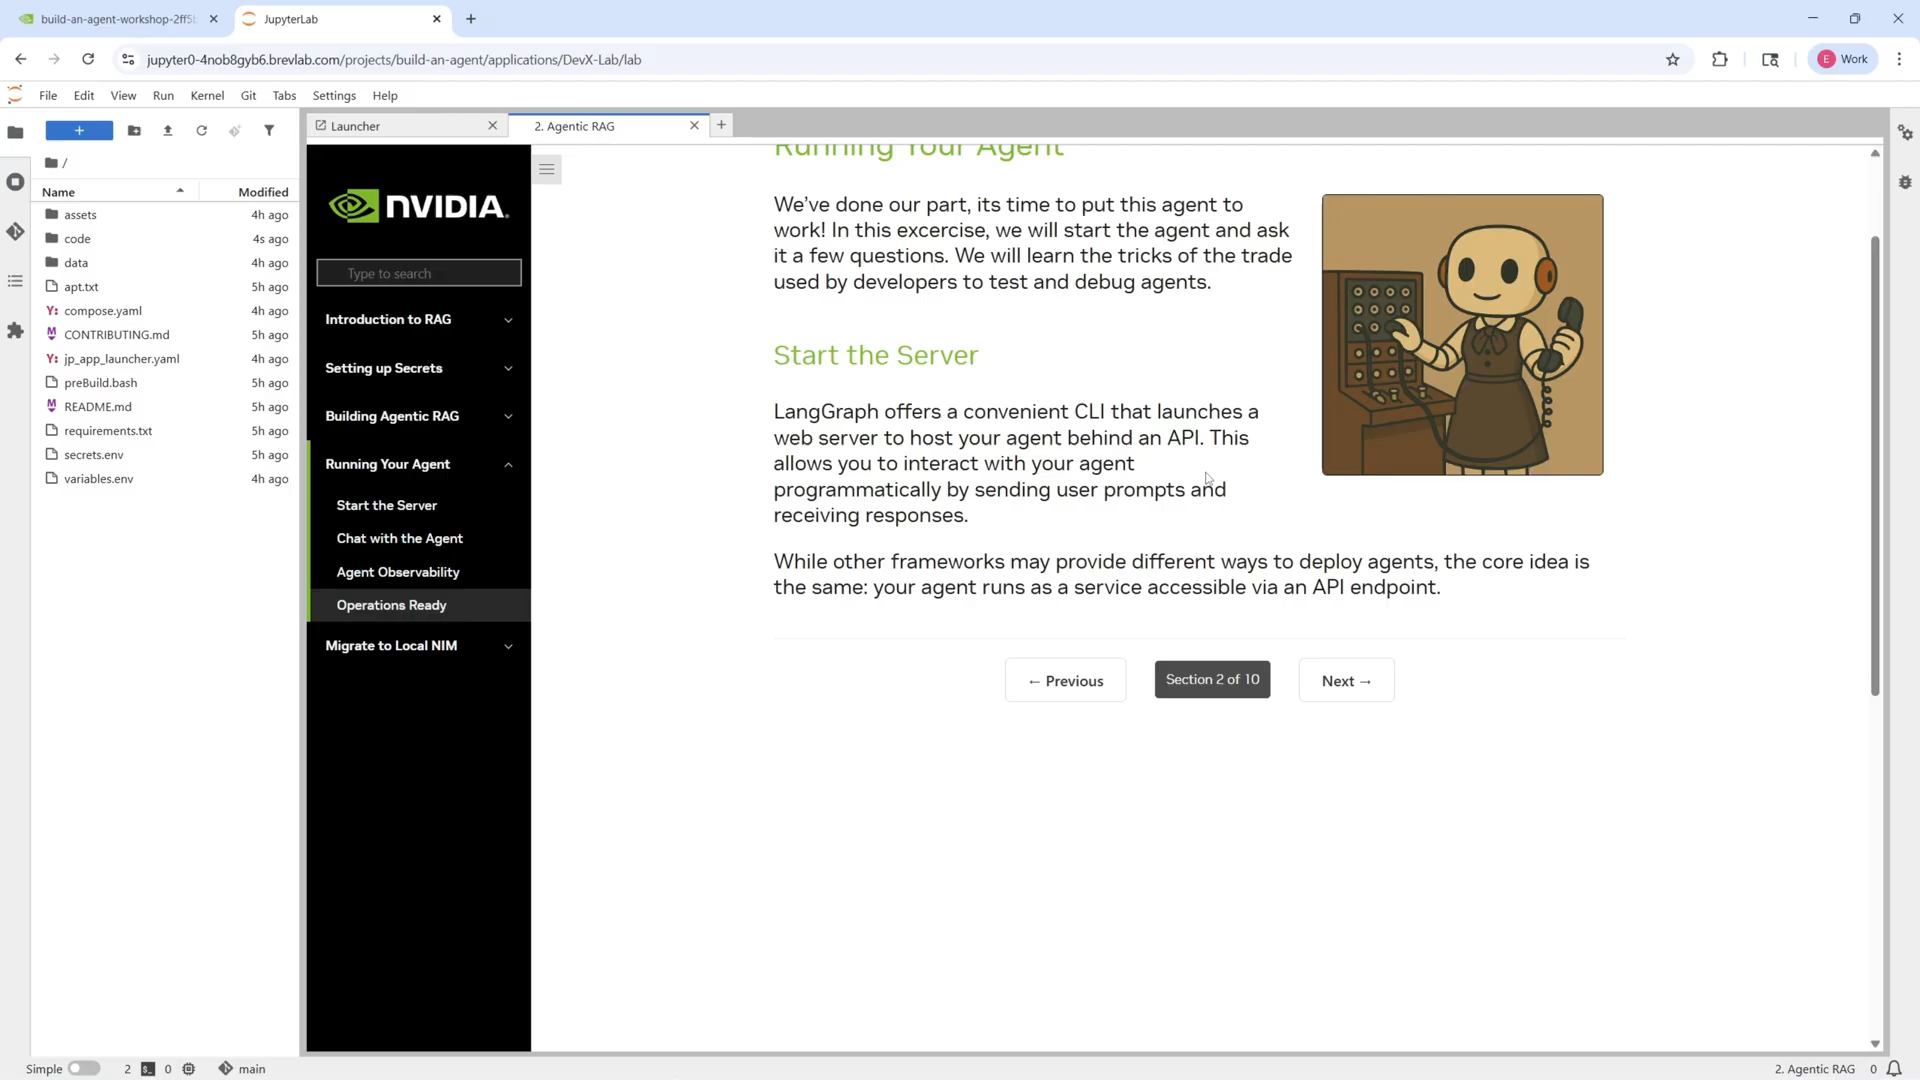 build-an-agent-workshop-2ff5
JupyterLab
jupyter0-4nob8gyb6.brevlab.com/projects/build-an-agent/applications/DevX-Lab/lab
E Work
File Edit View Run Kernel Git Tabs Settings Help
Launcher
2. Agentic RAG
/
Name Modified
assets 4h ago
code 4s ago
data 4h ago
apt.txt 5h ago
compose.yaml 4h ago
CONTRIBUTING.md 5h ago
jp_app_launcher.yaml 4h ago
preBuild.bash 5h ago
README.md 5h ago
requirements.txt 5h ago
secrets.env 5h ago
variables.env 4h ago
NVIDIA
Type to search
Introduction to RAG
Setting up Secrets
Building Agentic RAG
Running Your Agent
Start the Server
Chat with the Agent
Agent Observability
Operations Ready
Migrate to Local NIM
Running Your Agent
We've done our part, its time to put this agent to
work! In this excercise, we will start the agent and ask
it a few questions. We will learn the tricks of the trade
used by developers to test and debug agents.
Start the Server
LangGraph offers a convenient CLI that launches a
web server to host your agent behind an API. This
allows you to interact with your agent
programmatically by sending user prompts and
receiving responses.
While other frameworks may provide different ways to deploy agents, the core idea is
the same: your agent runs as a service accessible via an API endpoint.
← Previous
Section 2 of 10
Next →
Simple 2 0 main
2. Agentic RAG 0